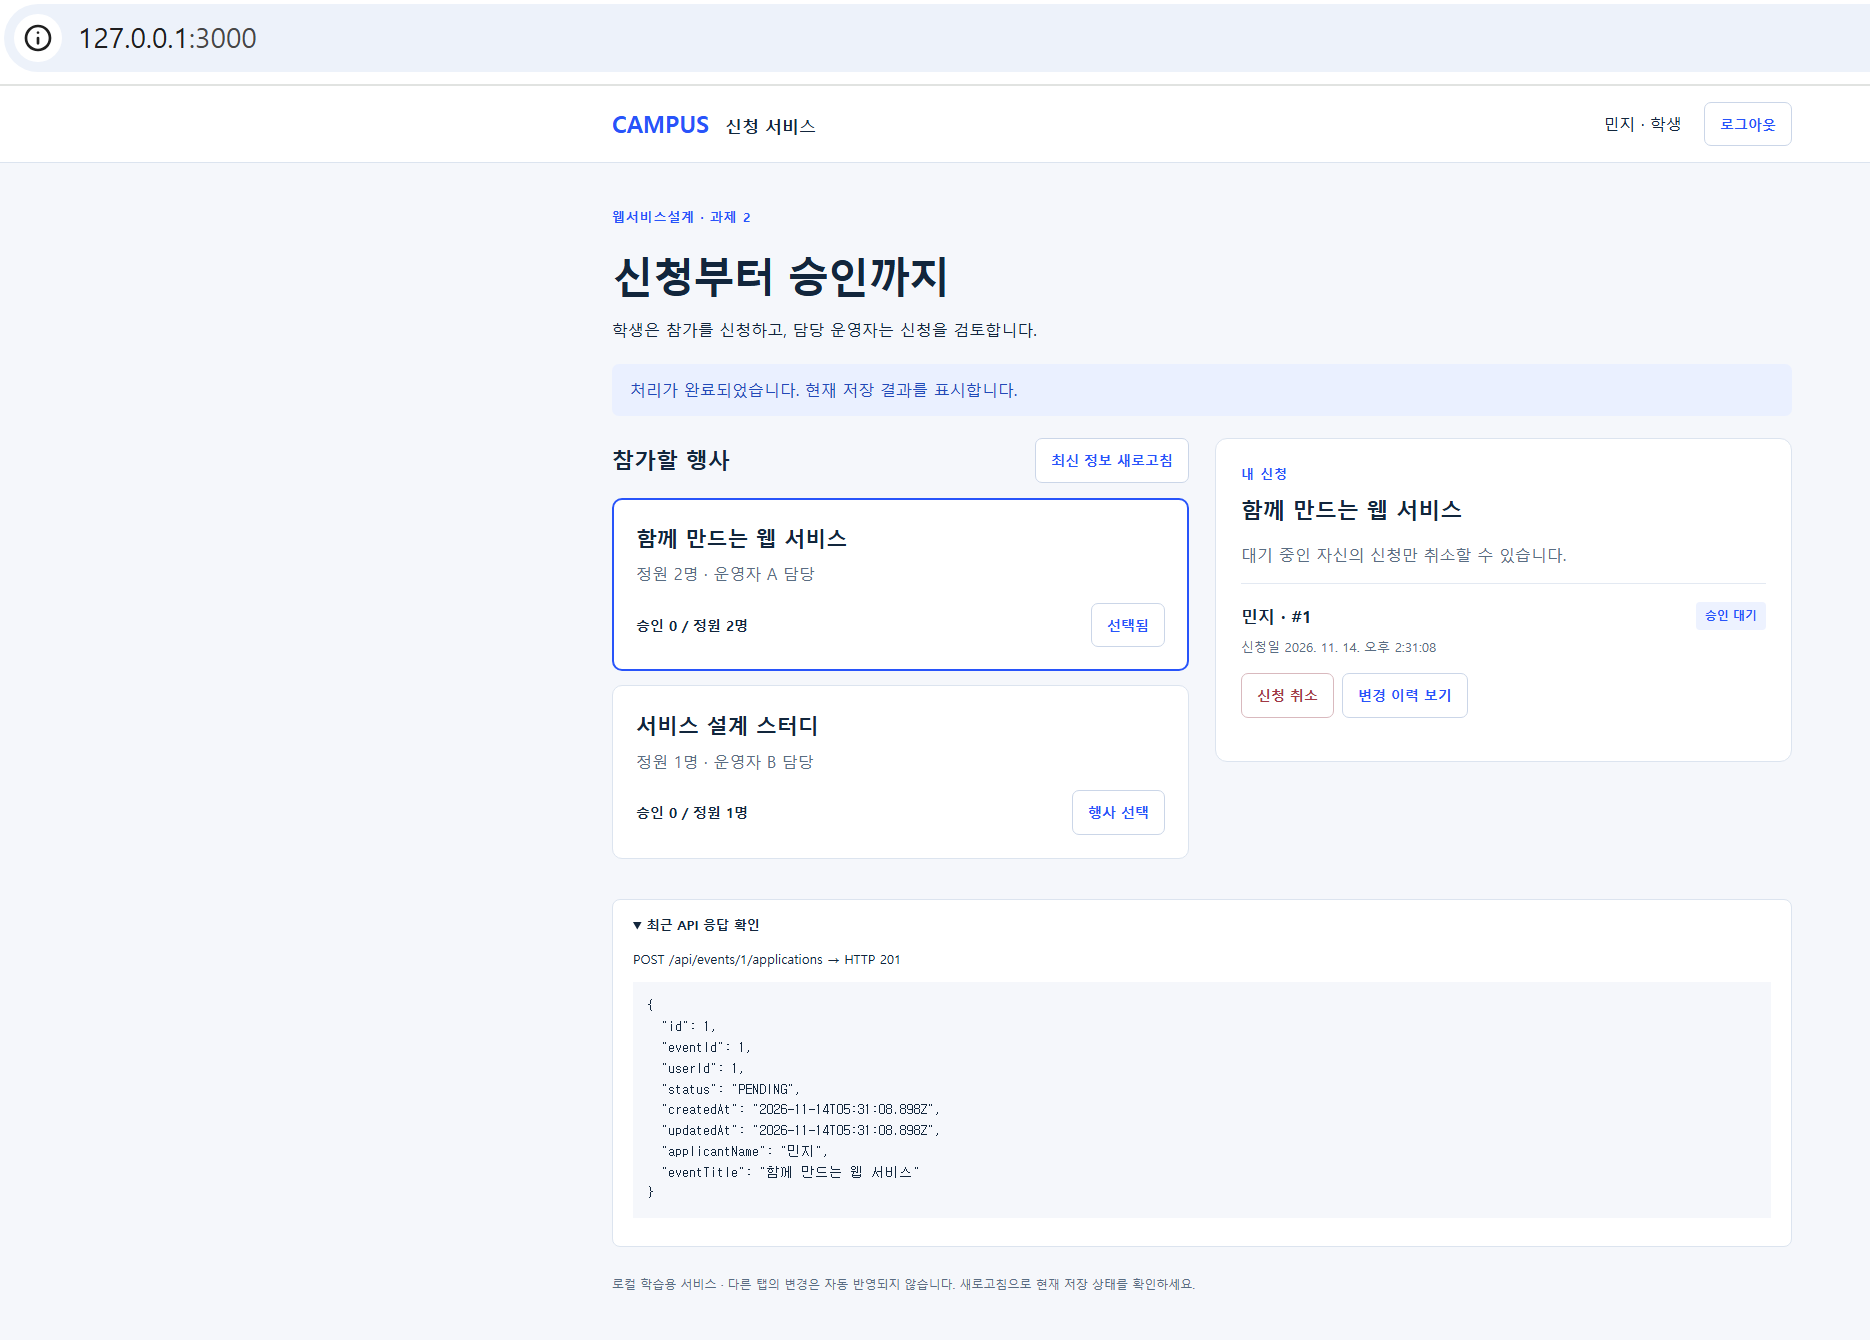 127.0.0.1:3000
CAMPUS 신청 서비스
민지 · 학생
로그아웃
웹서비스설계 · 과제 2
신청부터 승인까지
학생은 참가를 신청하고, 담당 운영자는 신청을 검토합니다.
처리가 완료되었습니다. 현재 저장 결과를 표시합니다.
참가할 행사
최신 정보 새로고침
함께 만드는 웹 서비스
정원 2명 · 운영자 A 담당
승인 0 / 정원 2명
선택됨
서비스 설계 스터디
정원 1명 · 운영자 B 담당
승인 0 / 정원 1명
행사 선택
내 신청
함께 만드는 웹 서비스
대기 중인 자신의 신청만 취소할 수 있습니다.
민지 · #1
승인 대기
신청일 2026. 11. 14. 오후 2:31:08
신청 취소
변경 이력 보기
▼ 최근 API 응답 확인
POST /api/events/1/applications → HTTP 201
{
"id": 1,
"eventId": 1,
"userId": 1,
"status": "PENDING",
"createdAt": "2026-11-14T05:31:08.898Z",
"updatedAt": "2026-11-14T05:31:08.898Z",
"applicantName": "민지",
"eventTitle": "함께 만드는 웹 서비스"
}
로컬 학습용 서비스 · 다른 탭의 변경은 자동 반영되지 않습니다. 새로고침으로 현재 저장 상태를 확인하세요.